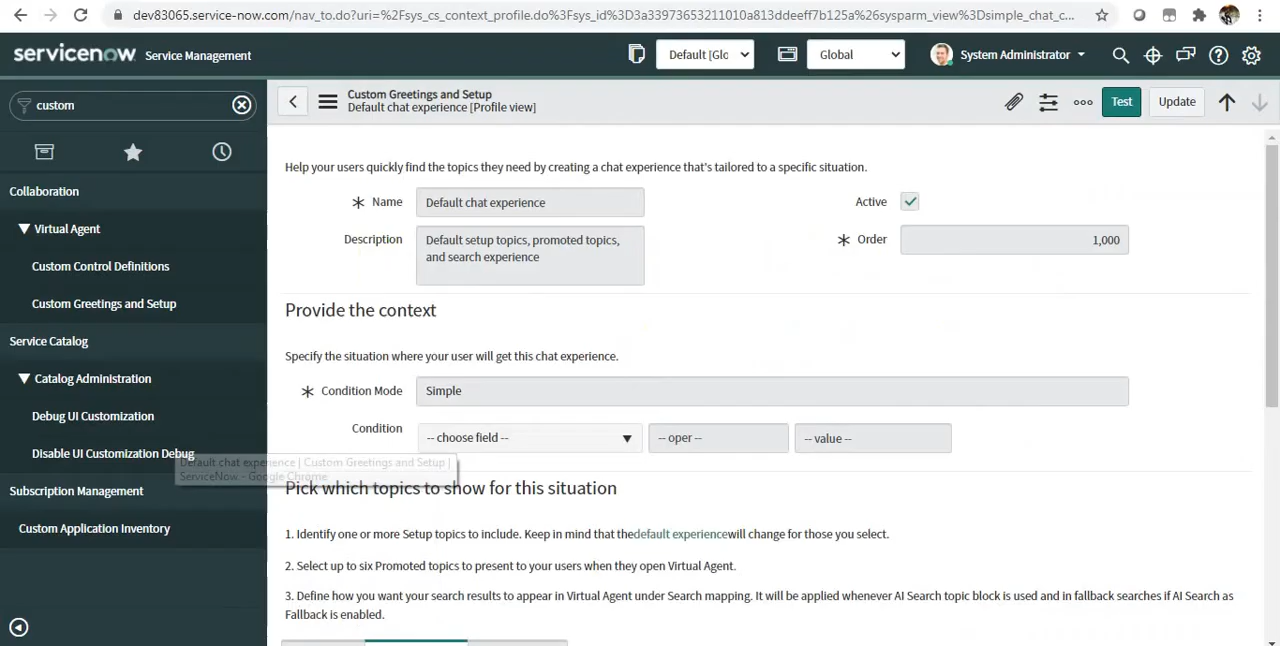 dev83065.service-now.com/nav_to.do?uri=%2Fsys_cs_context_profile.do%3Fsys_id%3D3a33973653211010a813ddeeff7b125a%26sysparm_view%3Dsimple_chat_c...
servicenow Service Management
Default [Glo
Global
System Administrator
custom
Custom Greetings and Setup
Default chat experience [Profile view]
Test
Update
Collaboration
Virtual Agent
Custom Control Definitions
Custom Greetings and Setup
Service Catalog
Catalog Administration
Debug UI Customization
Disable UI Customization Debug
Default chat experience | Custom Greetings and Setup |
ServiceNow - Google Chrome
Subscription Management
Custom Application Inventory
Help your users quickly find the topics they need by creating a chat experience that's tailored to a specific situation.
Name Default chat experience
Active
Description Default setup topics, promoted topics,
and search experience
Order 1,000
Provide the context
Specify the situation where your user will get this chat experience.
Condition Mode Simple
Condition -- choose field -- -- oper -- -- value --
Pick which topics to show for this situation
1. Identify one or more Setup topics to include. Keep in mind that thedefault experiencewill change for those you select.
2. Select up to six Promoted topics to present to your users when they open Virtual Agent.
3. Define how you want your search results to appear in Virtual Agent under Search mapping. It will be applied whenever AI Search topic block is used and in fallback searches if AI Search as
Fallback is enabled.